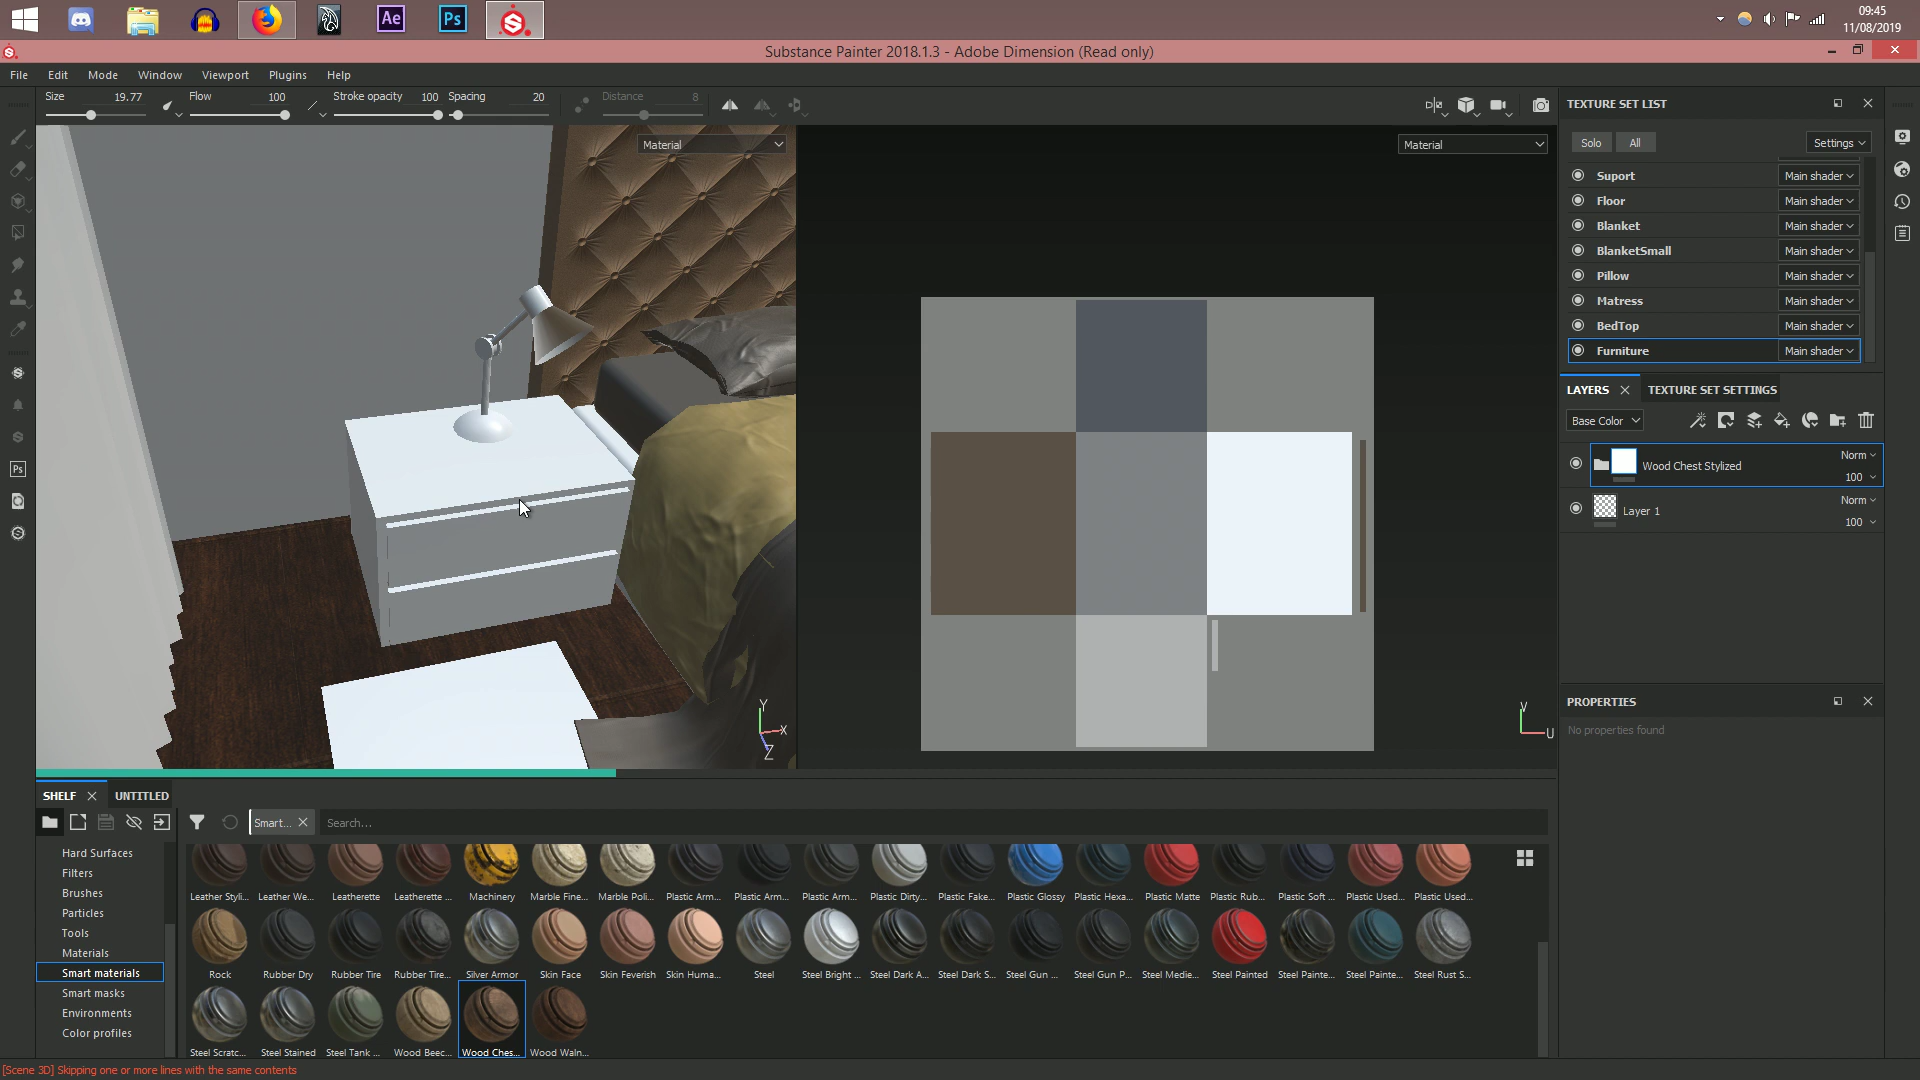 Ae
Ps
09:45
11/08/2019
Substance Painter 2018.1.3 - Adobe Dimension (Read only)
File Edit Mode Window Viewport Plugins Help
Size 19.77 Flow 100 Stroke opacity 100 Spacing 20 Distance 8
Material
Material
Y
X
Z
V
U
Ps
TEXTURE SET LIST
Solo All Settings
Suport Main shader
Floor Main shader
Blanket Main shader
BlanketSmall Main shader
Pillow Main shader
Matress Main shader
BedTop Main shader
Furniture Main shader
LAYERS TEXTURE SET SETTINGS
Base Color
Wood Chest Stylized Norm 100
Layer 1 Norm 100
PROPERTIES
No properties found
SHELF UNTITLED
Smart... Search...
Hard Surfaces
Filters
Brushes
Particles
Tools
Materials
Smart materials
Smart masks
Environments
Color profiles
Leather Styli... Leather We... Leatherette Leatherette ... Machinery Marble Fine... Marble Poli... Plastic Arm... Plastic Arm... Plastic Arm... Plastic Dirty... Plastic Fake... Plastic Glossy Plastic Hexa... Plastic Matte Plastic Rub... Plastic Soft ... Plastic Used... Plastic Used...
Rock Rubber Dry Rubber Tire Rubber Tire... Silver Armor Skin Face Skin Feverish Skin Huma... Steel Steel Bright ... Steel Dark A... Steel Dark S... Steel Gun ... Steel Gun P... Steel Medie... Steel Painted Steel Painte... Steel Painte... Steel Rust S...
Steel Scratc... Steel Stained Steel Tank ... Wood Beec... Wood Ches... Wood Waln...
[Scene 3D] Skipping one or more lines with the same contents